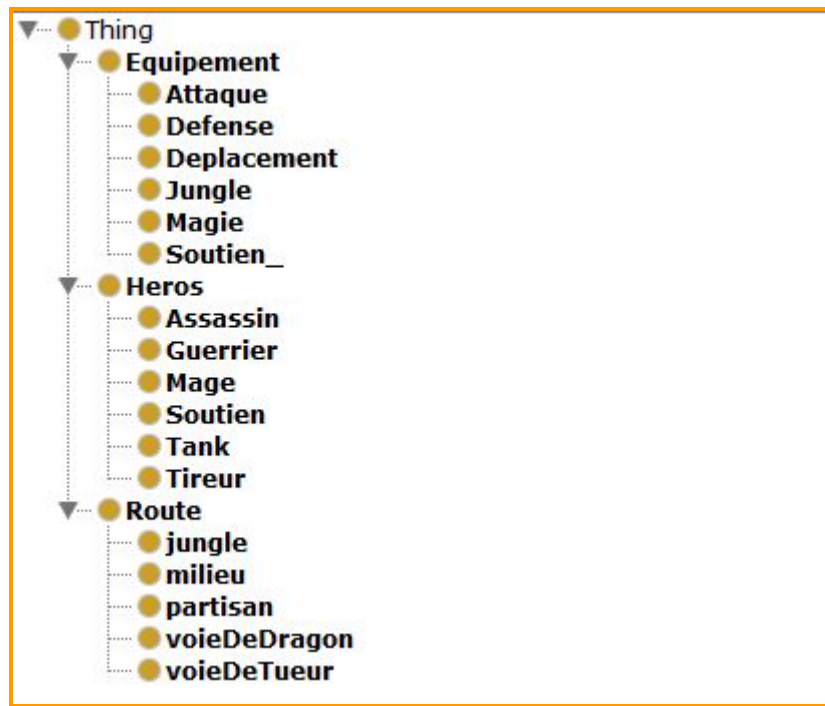 Thing
Equipement
Attaque
Defense
Deplacement
Jungle
Magie
Soutien_
Heros
Assassin
Guerrier
Mage
Soutien
Tank
Tireur
Route
jungle
milieu
partisan
voieDeDragon
voieDeTueur